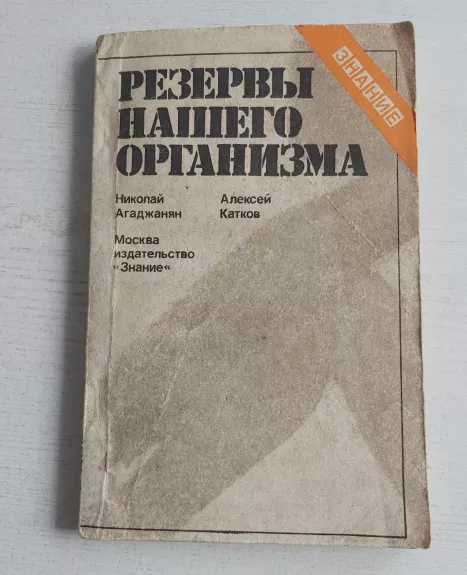 ЗНАНИЕ
РЕЗЕРВЫ
НАШЕГО
ОРГАНИЗМА
Николай
Агаджанян
Алексей
Катков
Москва
издательство
„Знание“